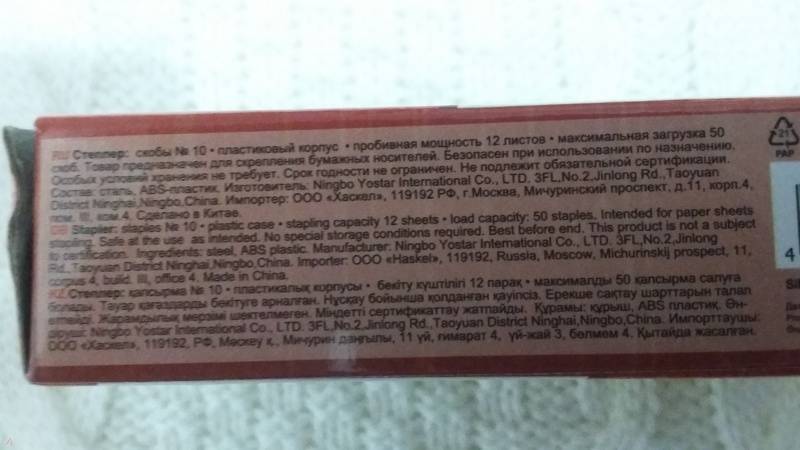 RU Степлер: скобы № 10 • пластиковый корпус • пробивная мощность 12 листов • максимальная загрузка 50
скоб. Товар предназначен для скрепления бумажных носителей. Безопасен при использовании по назначению.
Особых условий хранения не требует. Срок годности не ограничен. Не подлежит обязательной сертификации.
Состав: сталь, ABS-пластик. Изготовитель: Ningbo Yostar International Co., LTD. 3FL,No.2,Jinlong Rd.,Taoyuan
District Ninghai,Ningbo,China. Импортер: ООО «Хаскел», 119192 РФ, г.Москва, Мичуринский проспект, д.11, корп.4,
пом. III, ком.4. Сделано в Китае.
GB Stapler: staples № 10 • plastic case • stapling capacity 12 sheets • load capacity: 50 staples. Intended for paper sheets
stapling. Safe at the use as intended. No special storage conditions required. Best before end. This product is not a subject
to certification. Ingredients: steel, ABS plastic. Manufacturer: Ningbo Yostar International Co., LTD. 3FL,No.2,Jinlong
Rd.,Taoyuan District Ninghai,Ningbo,China. Importer: ООО «Haskel», 119192, Russia, Moscow, Michurinskij prospect, 11,
corpus 4, build. III, office 4. Made in China.
KZ Степлер: қапсырма № 10 • пластикалық корпусы • бекіту күштілігі 12 парақ • максималды 50 қапсырма салуға
болады. Тауар қағаздарды бекітуге арналған. Нұсқау бойынша қолданған қауіпсіз. Ерекше сақтау шарттарын талап
етпейді. Жарамдылық мерзімі шектелмеген. Міндетті сертификаттау жатпайды. Құрамы: құрыш, ABS пластик. Өн-
діруші: Ningbo Yostar International Co., LTD. 3FL,No.2,Jinlong Rd.,Taoyuan District Ninghai,Ningbo,China. Импорттаушы:
ООО «Хаскел», 119192, РФ, Мәскеу қ., Мичурин даңғылы, 11 үй, ғимарат 4, үй-жай 3, бөлмем 4. Қытайда жасалған.
21
PAP
4